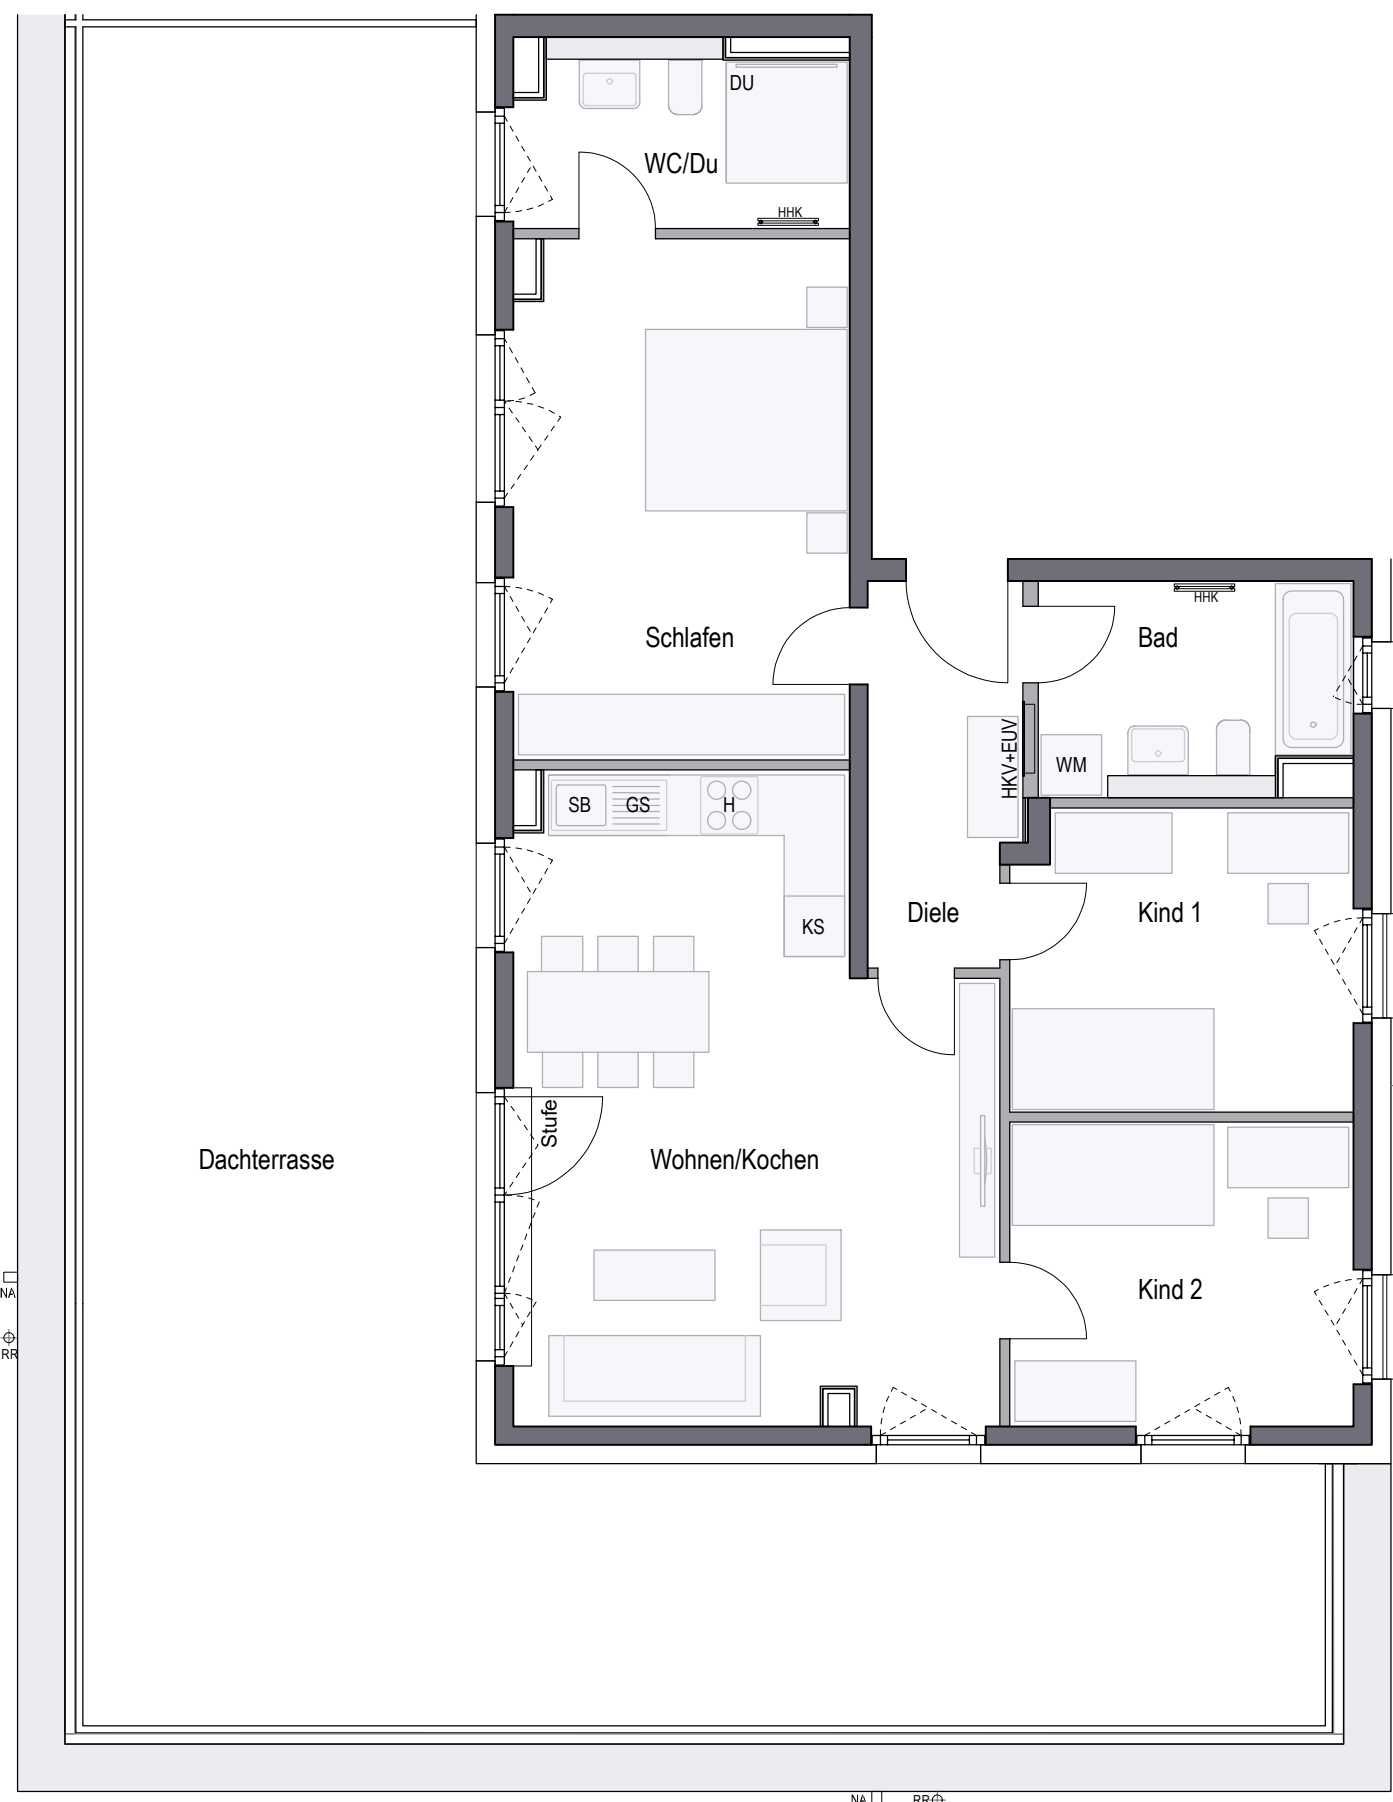 DU
WC/Du
HHK
HHK
Schlafen
Bad
HKV+EUV
WM
SB
GS
H
KS
Diele
Kind 1
Stufe
Dachterrasse
Wohnen/Kochen
NA
Kind 2
RR
NA
RR